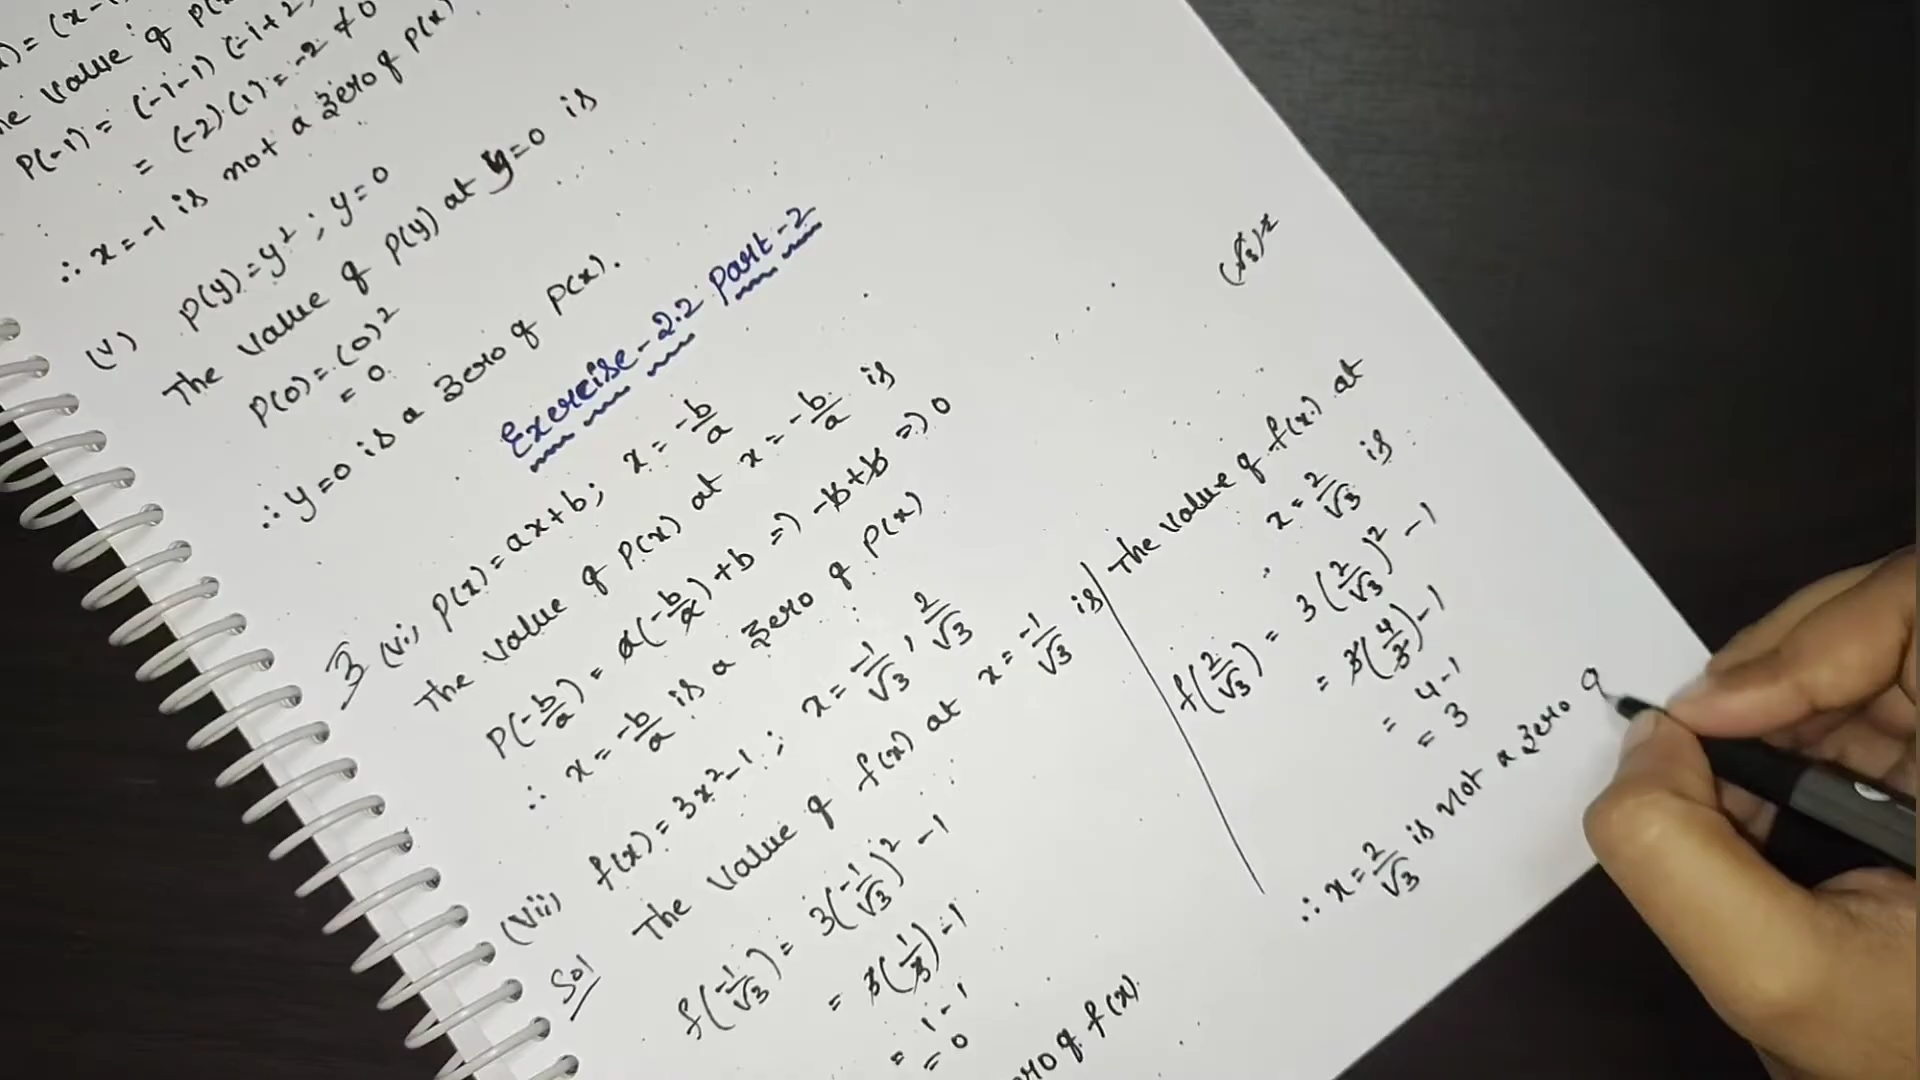 x) = (x-1
he value of P(x
P(-1) = (-1-1) (-1+2)
= (-2) (1) = -2 ≠ 0
∴ x = -1 is not a zero of P(x)
(v) P(y) = y² ; y = 0
The value of P(y) at y=0 is
P(0) = (0)²
= 0
∴ y=0 is a zero of P(x).
Exercise-2.2 Part-2
3 (vi) P(x) = ax+b; x = -b/a
The value of P(x) at x = -b/a is
P(-b/a) = a(-b/a)+b => -b+b => 0
∴ x = -b/a is a zero of P(x)
(vii) f(x) = 3x²-1 ; x = -1/√3, 2/√3
Sol The value of f(x) at x = -1/√3 is
f(-1/√3) = 3(-1/√3)² - 1
= 3(1/3) - 1
= 1-1
= 0
ero of f(x).
(√3)²
The value of f(x) at
x = 2/√3 is
f(2/√3) = 3(2/√3)² - 1
= 3(4/3) - 1
= 4-1
= 3
∴ x = 2/√3 is not a zero